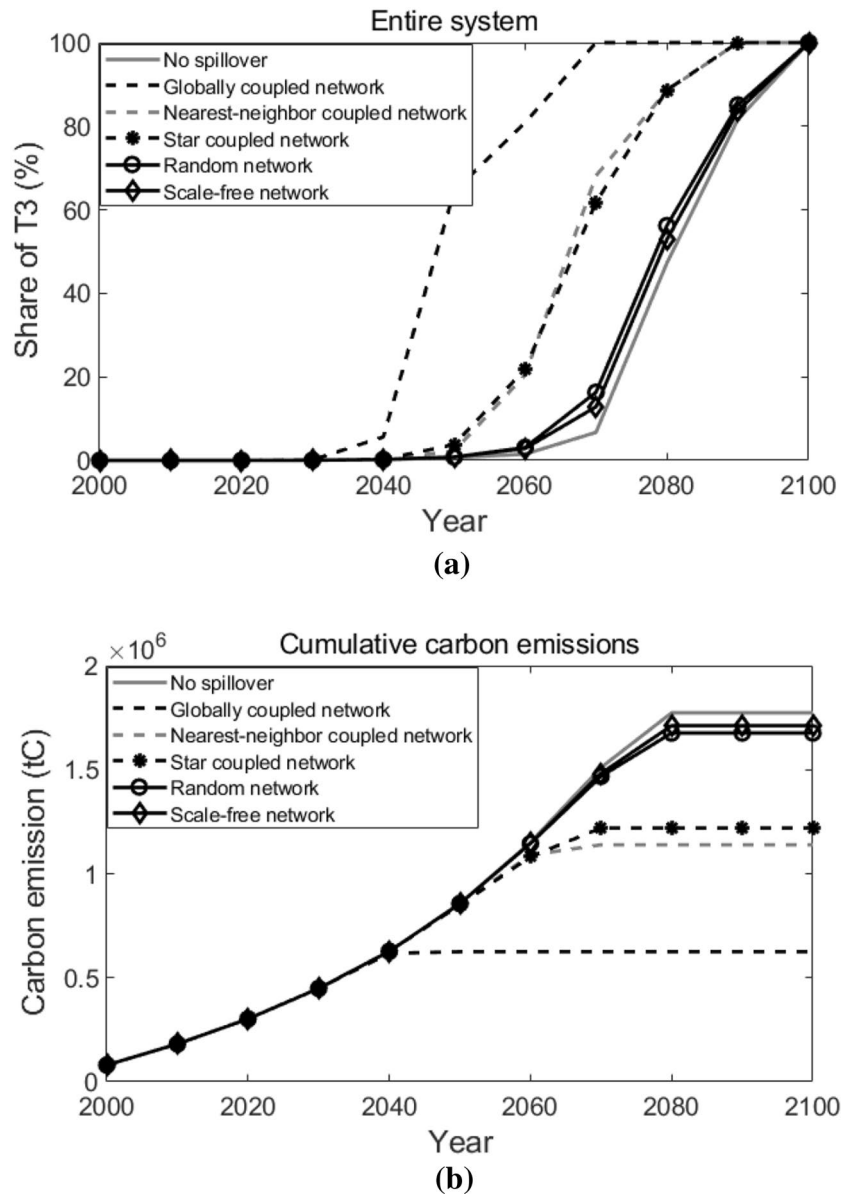 Entire system
100
80
60
40
20
0
Share of T3 (%)
No spillover
Globally coupled network
Nearest-neighbor coupled network
Star coupled network
Random network
Scale-free network
2000 2020 2040 2060 2080 2100
Year
(a)
×10^6
Cumulative carbon emissions
2
1.5
1
0.5
0
Carbon emission (tC)
No spillover
Globally coupled network
Nearest-neighbor coupled network
Star coupled network
Random network
Scale-free network
2000 2020 2040 2060 2080 2100
Year
(b)